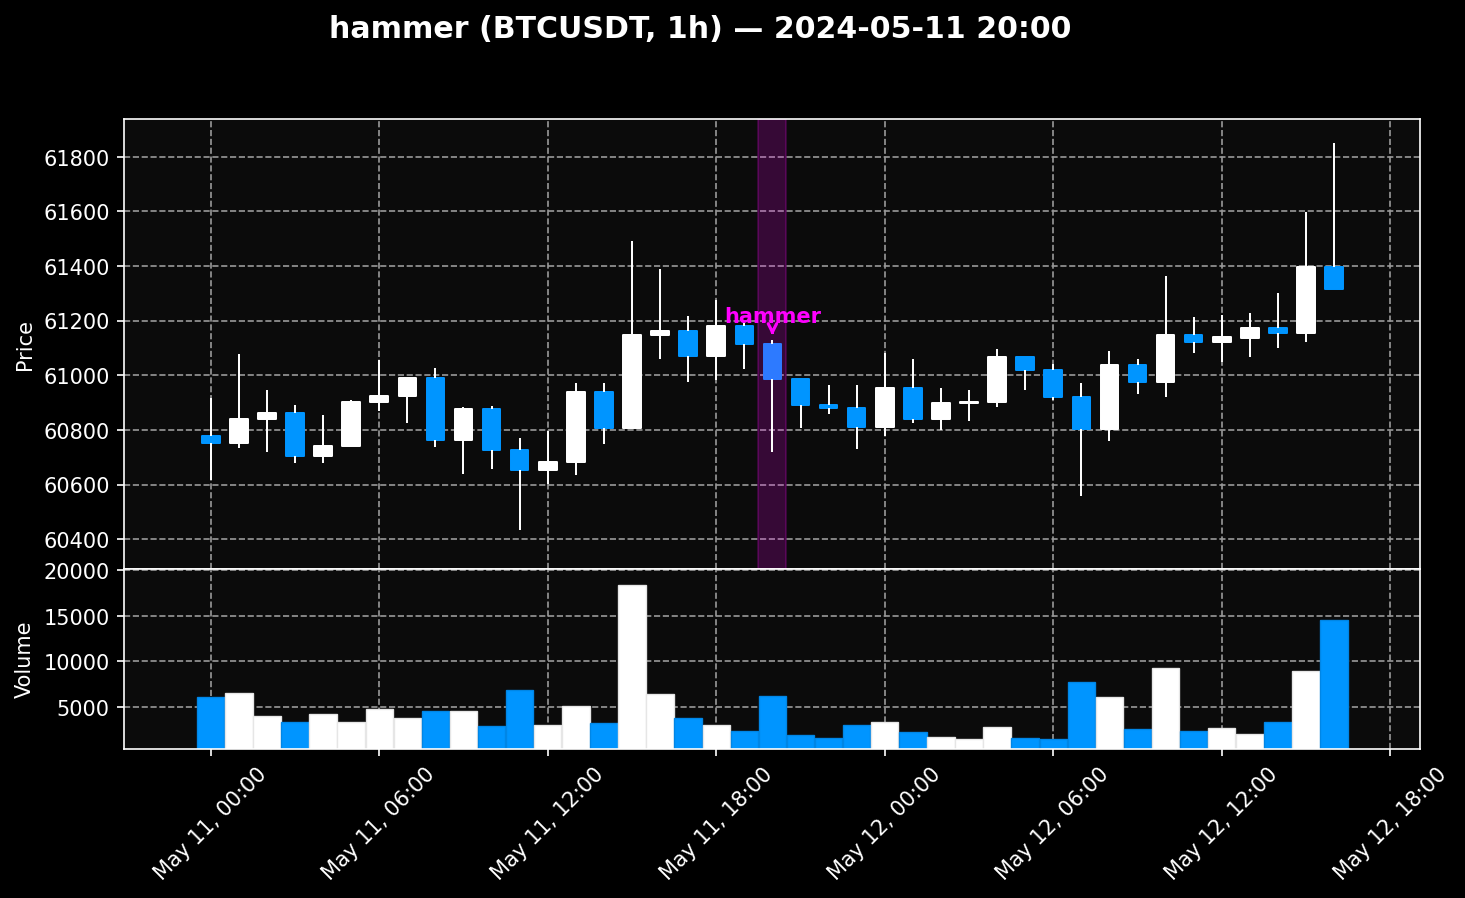 hammer (BTCUSDT, 1h) — 2024-05-11 20:00
61800
61600
61400
61200
61000
60800
60600
60400
Price
hammer
20000
15000
10000
5000
Volume
May 11, 00:00
May 11, 06:00
May 11, 12:00
May 11, 18:00
May 12, 00:00
May 12, 06:00
May 12, 12:00
May 12, 18:00